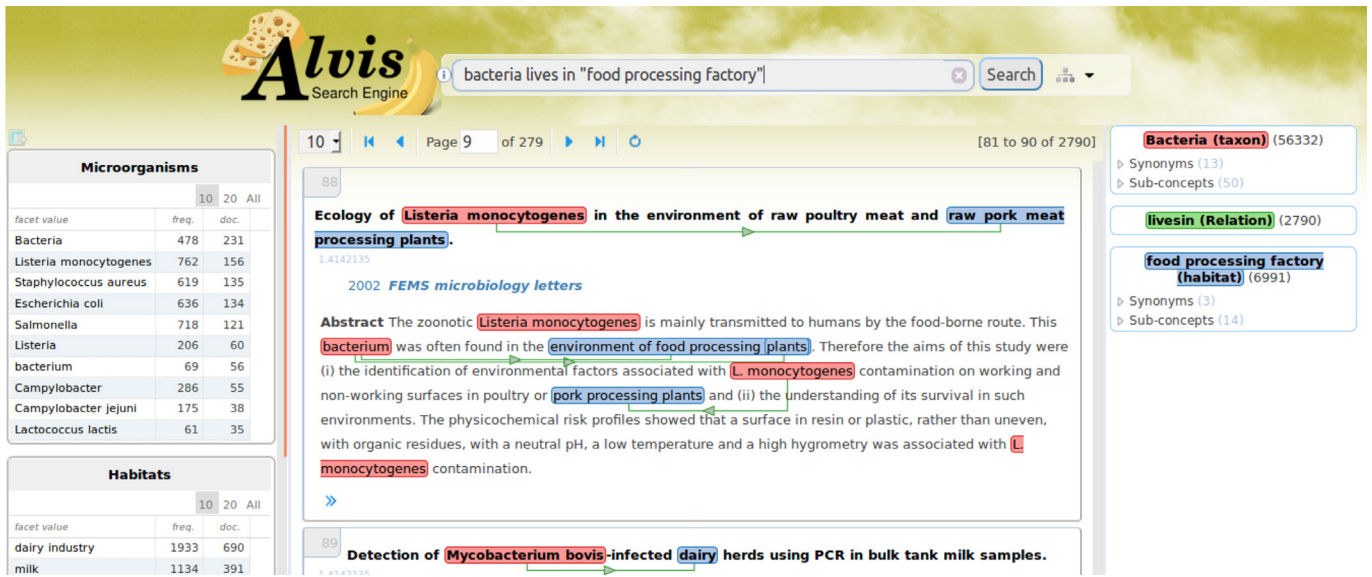 Alvis
Search Engine
bacteria lives in "food processing factory"
Search
Microorganisms
10 20 All
facet value freq. doc.
Bacteria 478 231
Listeria monocytogenes 762 156
Staphylococcus aureus 619 135
Escherichia coli 636 134
Salmonella 718 121
Listeria 206 60
bacterium 69 56
Campylobacter 286 55
Campylobacter jejuni 175 38
Lactococcus lactis 61 35
Habitats
10 20 All
facet value freq. doc.
dairy industry 1933 690
milk 1134 391
10 Page 9 of 279 [81 to 90 of 2790]
88
Ecology of Listeria monocytogenes in the environment of raw poultry meat and raw pork meat
processing plants.
1.4142135
2002 FEMS microbiology letters
Abstract The zoonotic Listeria monocytogenes is mainly transmitted to humans by the food-borne route. This
bacterium was often found in the environment of food processing plants. Therefore the aims of this study were
(i) the identification of environmental factors associated with L. monocytogenes contamination on working and
non-working surfaces in poultry or pork processing plants and (ii) the understanding of its survival in such
environments. The physicochemical risk profiles showed that a surface in resin or plastic, rather than uneven,
with organic residues, with a neutral pH, a low temperature and a high hygrometry was associated with L.
monocytogenes contamination.
»
89
Detection of Mycobacterium bovis-infected dairy herds using PCR in bulk tank milk samples.
1.4142135
Bacteria (taxon) (56332)
Synonyms (13)
Sub-concepts (50)
livesin (Relation) (2790)
food processing factory
(habitat) (6991)
Synonyms (3)
Sub-concepts (14)